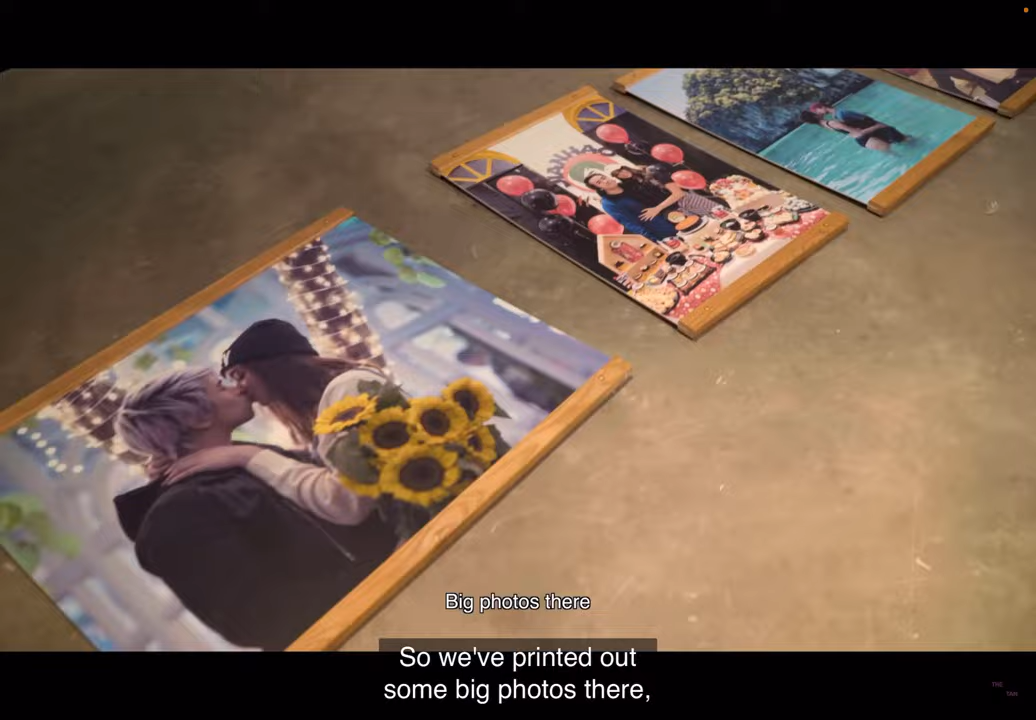 Big photos there
So we've printed out
some big photos there,